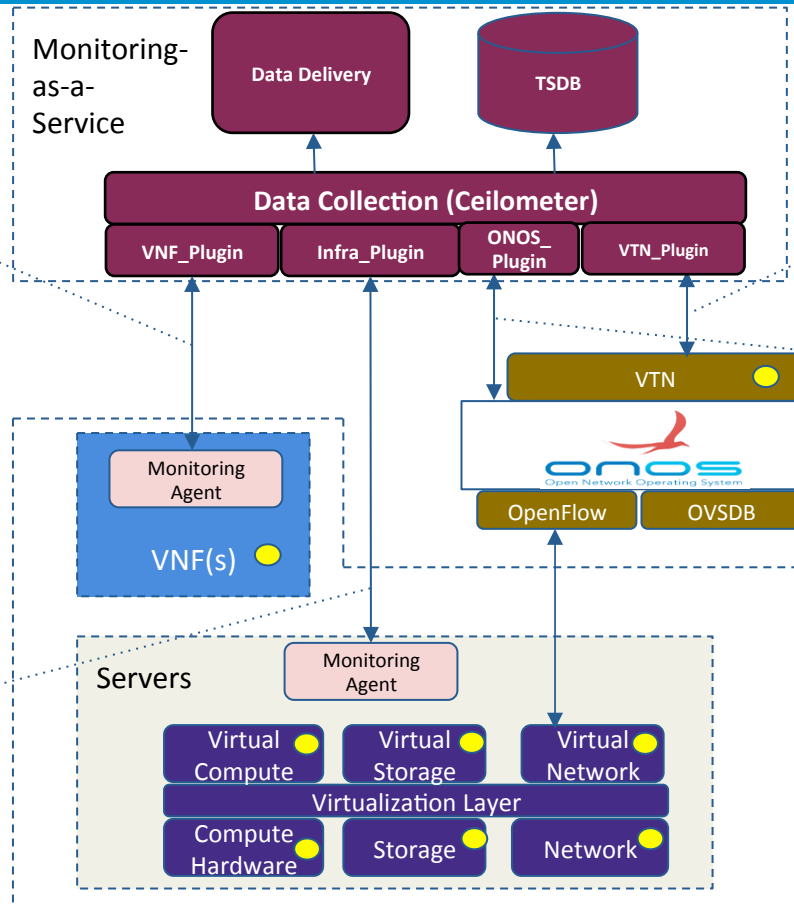 Monitoring-
as-a-
Service
Data Delivery
TSDB
Data Collection (Ceilometer)
VNF_Plugin
Infra_Plugin
ONOS_
Plugin
VTN_Plugin
VTN
onos
Open Network Operating System
OpenFlow
OVSDB
Monitoring
Agent
VNF(s)
Servers
Monitoring
Agent
Virtual
Compute
Virtual
Storage
Virtual
Network
Virtualization Layer
Compute
Hardware
Storage
Network